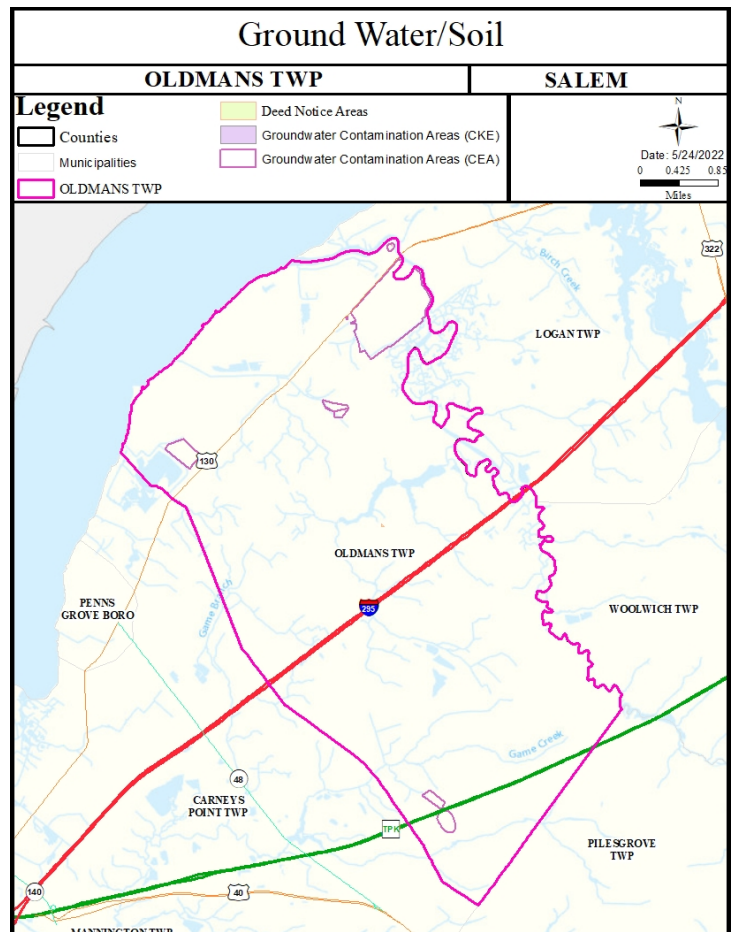 Ground Water/Soil
OLDMANS TWP
SALEM
Legend
Counties
Municipalities
OLDMANS TWP
Deed Notice Areas
Groundwater Contamination Areas (CKE)
Groundwater Contamination Areas (CEA)
N
Date: 5/24/2022
0 0.425 0.85
Miles
322
Birch Creek
LOGAN TWP
130
OLDMANS TWP
295
PENNS
GROVE BORO
Game Branch
WOOLWICH TWP
Game Creek
48
CARNEYS
POINT TWP
TPK
PILESGROVE
TWP
140
40
MANNINGTON TWP